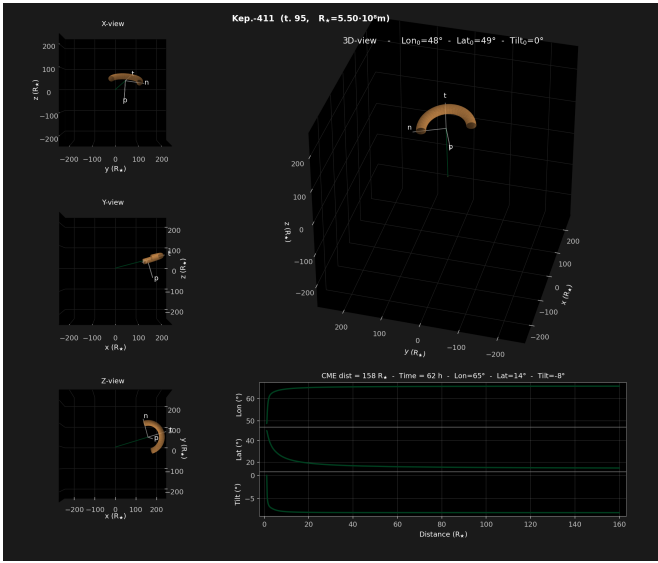 Kep.-411 (t. 95, R★=5.50·10⁸m)
X-view
z (R★)
200
100
0
−100
−200
t
n
p
−200 −100 0 100 200
y (R★)
3D-view - Lon₀=48° - Lat₀=49° - Tilt₀=0°
t
n
p
z (R★)
200
100
0
−100
−200
200 100 0 −100 −200
y (R★)
200
100
0
−100
−200
x (R★)
Y-view
t
p
200
100
0
−100
−200
z (R★)
−200 −100 0 100 200
x (R★)
Z-view
n
t
p
200
100
0
−100
−200
y (R★)
−200 −100 0 100 200
x (R★)
CME dist = 158 R★ - Time = 62 h - Lon=65° - Lat=14° - Tilt=-8°
Lon (°)
60
50
Lat (°)
40
20
Tilt (°)
0
−5
0 20 40 60 80 100 120 140 160
Distance (R★)